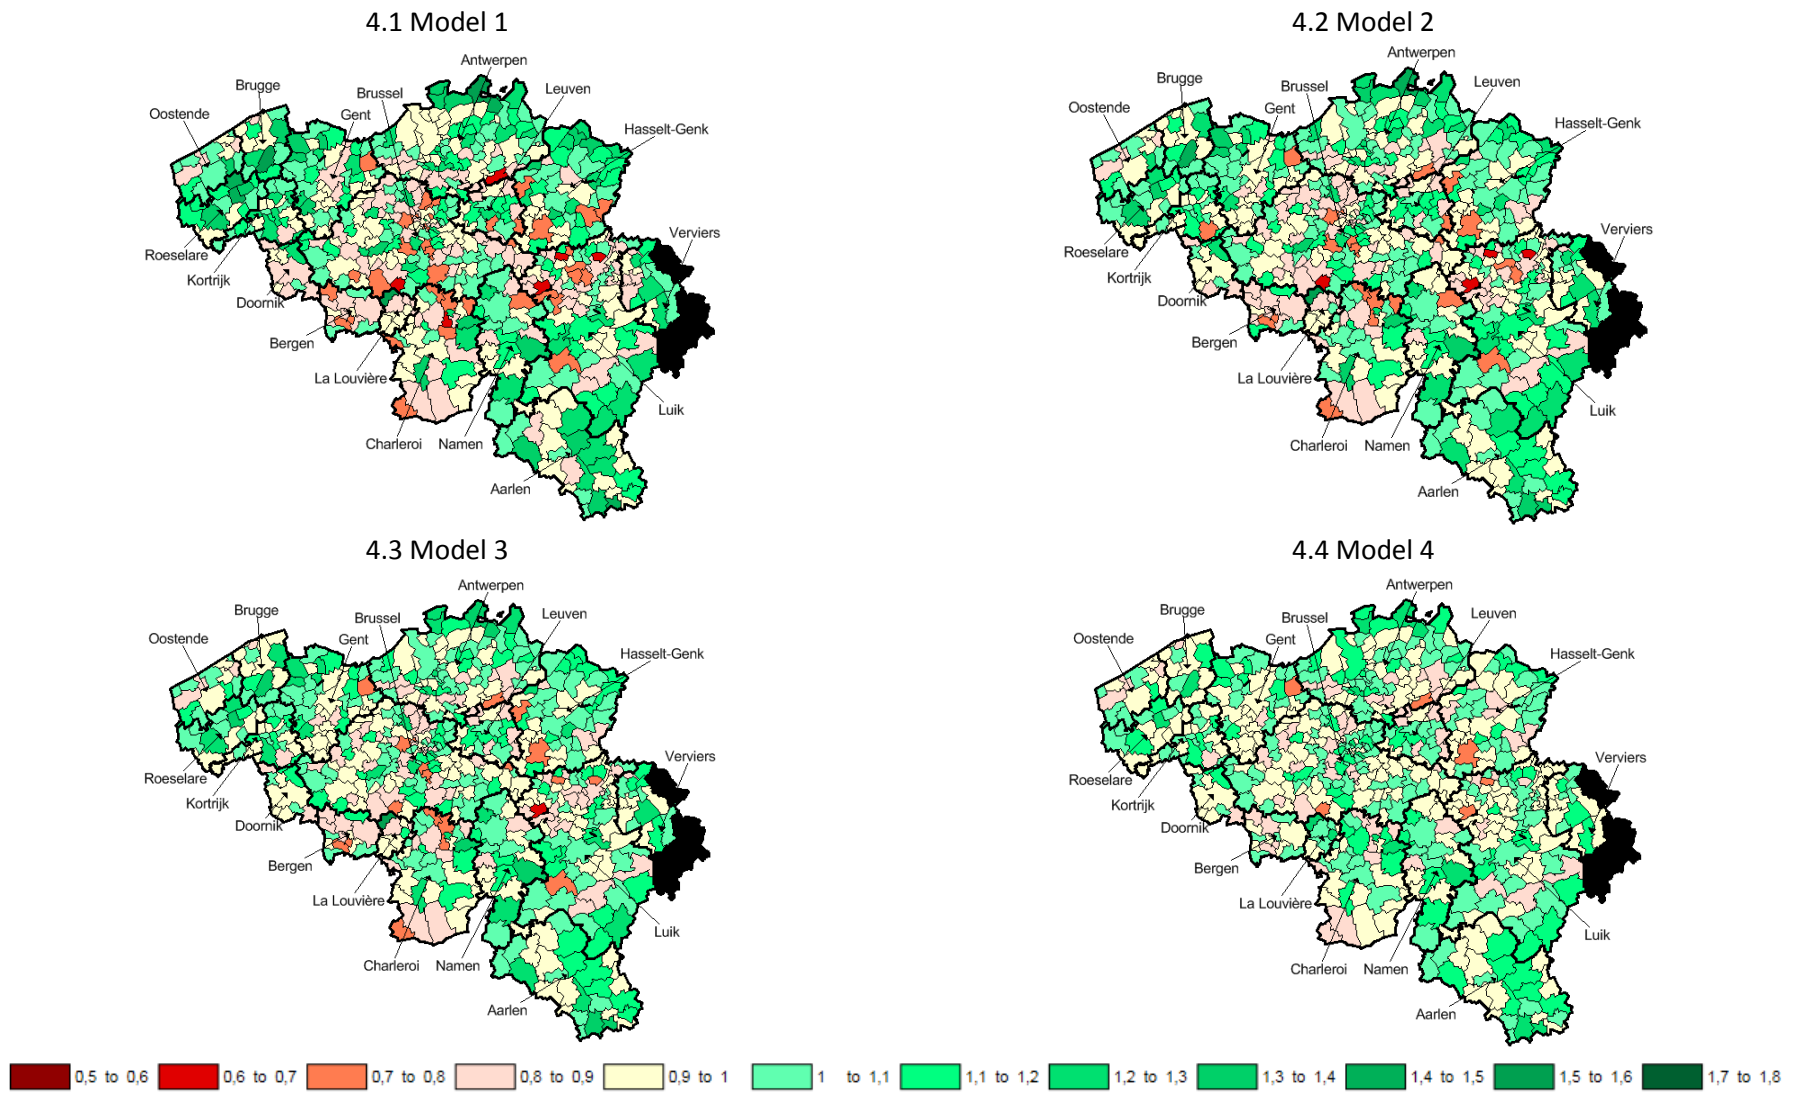 4.1 Model 1
4.2 Model 2
Antwerpen
Brugge
Brussel
Leuven
Oostende
Gent
Hasselt-Genk
Verviers
Roeselare
Kortrijk
Doornik
Bergen
La Louvière
Luik
Charleroi
Namen
Aarlen
Antwerpen
Brugge
Brussel
Leuven
Oostende
Gent
Hasselt-Genk
Verviers
Roeselare
Kortrijk
Doornik
Bergen
La Louvière
Luik
Charleroi
Namen
Aarlen
4.3 Model 3
4.4 Model 4
Antwerpen
Brugge
Brussel
Leuven
Oostende
Gent
Hasselt-Genk
Verviers
Roeselare
Kortrijk
Doornik
Bergen
La Louvière
Luik
Charleroi
Namen
Aarlen
Antwerpen
Brugge
Brussel
Leuven
Oostende
Gent
Hasselt-Genk
Verviers
Roeselare
Kortrijk
Doornik
Bergen
La Louvière
Luik
Charleroi
Namen
Aarlen
0,5 to 0,6
0,6 to 0,7
0,7 to 0,8
0,8 to 0,9
0,9 to 1
1 to 1,1
1,1 to 1,2
1,2 to 1,3
1,3 to 1,4
1,4 to 1,5
1,5 to 1,6
1,7 to 1,8